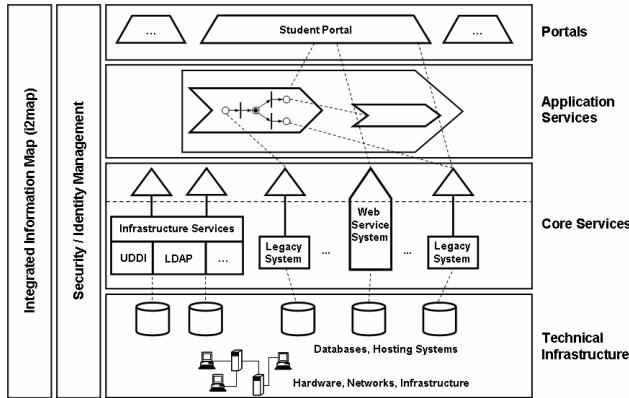 Integrated Information Map (i2map)
Security / Identity Management
...
Student Portal
...
Portals
Application
Services
Infrastructure Services
UDDI
LDAP
...
Legacy
System
...
Web
Service
System
...
Legacy
System
Core Services
Databases, Hosting Systems
Hardware, Networks, Infrastructure
Technical
Infrastructure